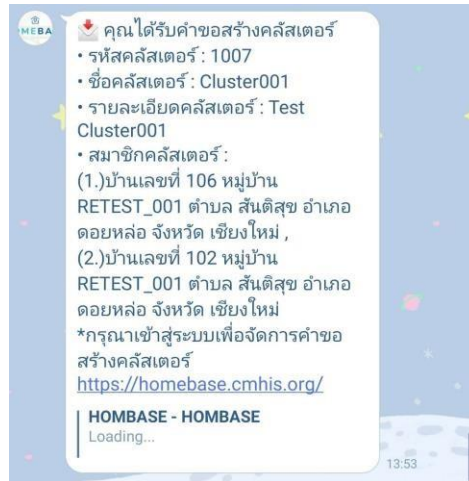 MEBA
📩 คุณได้รับคำขอสร้างคลัสเตอร์
• รหัสคลัสเตอร์ : 1007
• ชื่อคลัสเตอร์ : Cluster001
• รายละเอียดคลัสเตอร์ : Test
Cluster001
• สมาชิกคลัสเตอร์ :
(1.)บ้านเลขที่ 106 หมู่บ้าน
RETEST_001 ตำบล สันติสุข อำเภอ
ดอยหล่อ จังหวัด เชียงใหม่ ,
(2.)บ้านเลขที่ 102 หมู่บ้าน
RETEST_001 ตำบล สันติสุข อำเภอ
ดอยหล่อ จังหวัด เชียงใหม่
*กรุณาเข้าสู่ระบบเพื่อจัดการคำขอ
สร้างคลัสเตอร์
https://homebase.cmhis.org/
HOMBASE - HOMBASE
Loading...
13:53